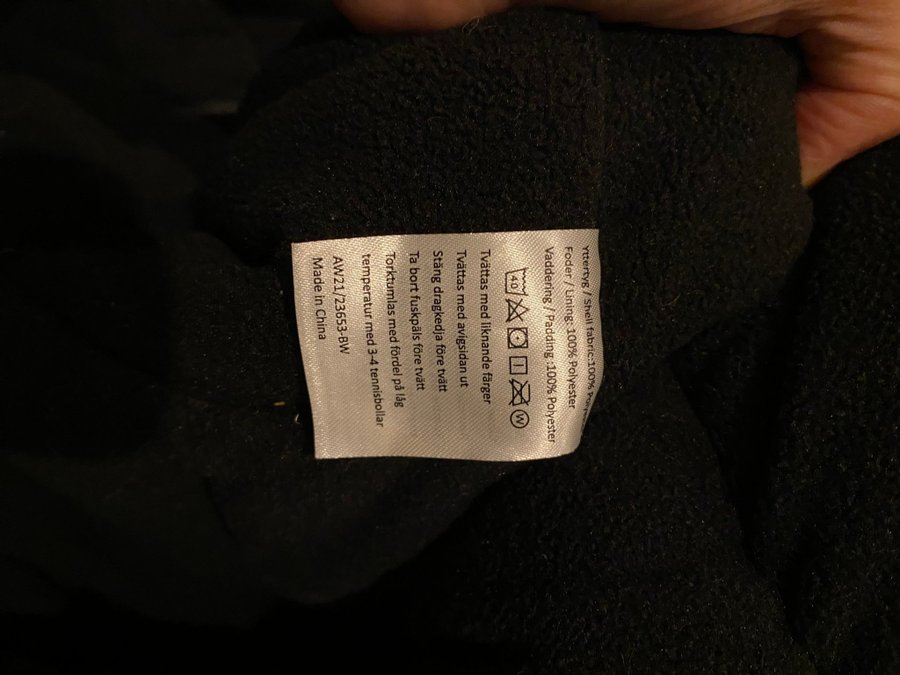 Yttertyg / Shell fabric:100%
Foder / Lining: 100% Polyester
Vaddering / Padding :100% Polyester
40 W
Tvättas med liknande färger
Tvättas med avigsidan ut
Stäng dragkedja före tvätt
Ta bort fuskpäls före tvätt
Torktumlas med fördel på låg
temperatur med 3-4 tennisbollar
AW21/23653-BW
Made in China